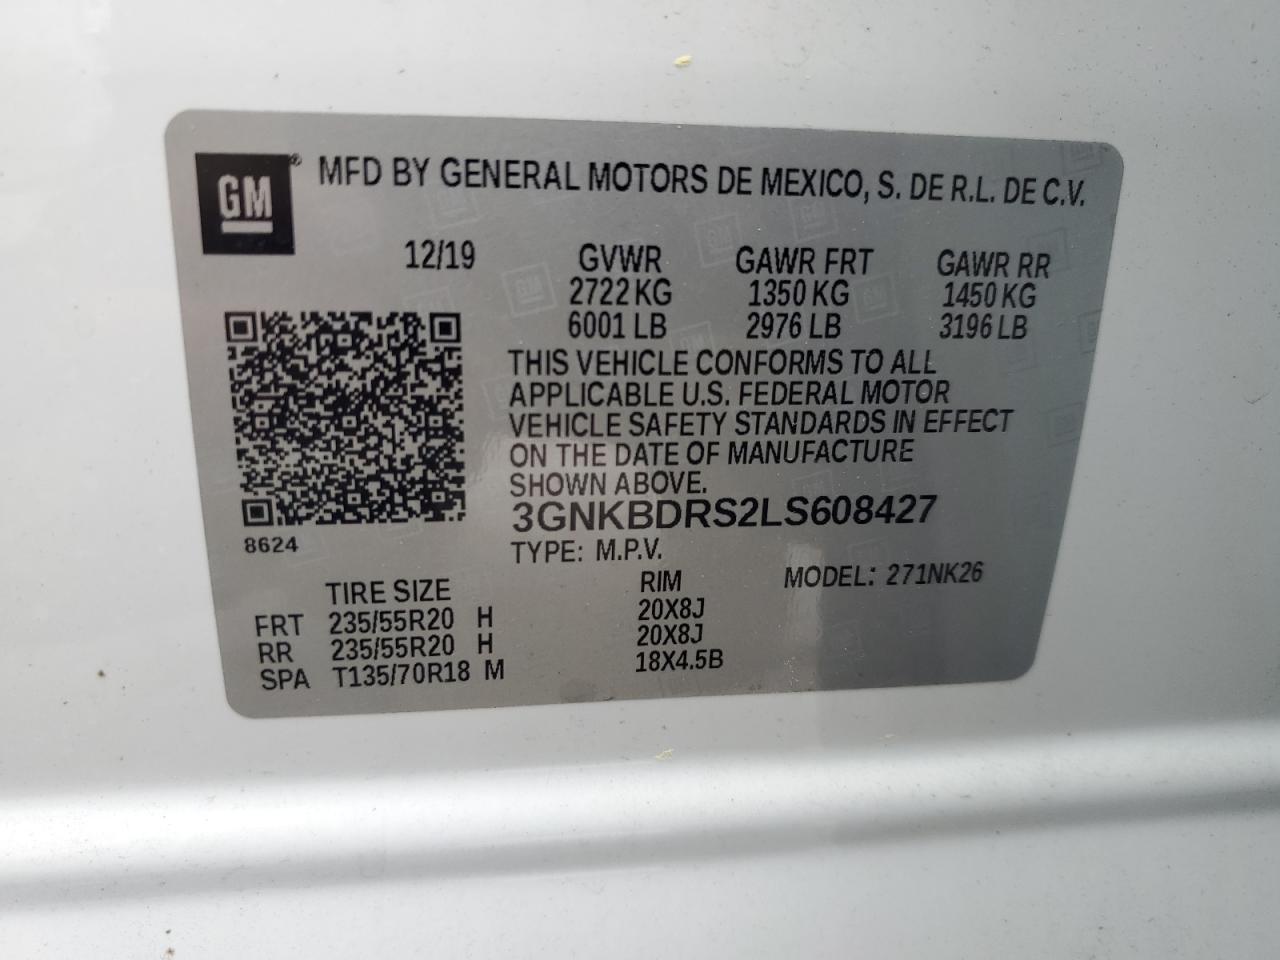 GM® MFD BY GENERAL MOTORS DE MEXICO, S. DE R.L. DE C.V.
12/19 GVWR GAWR FRT GAWR RR
2722 KG 1350 KG 1450 KG
6001 LB 2976 LB 3196 LB
THIS VEHICLE CONFORMS TO ALL
APPLICABLE U.S. FEDERAL MOTOR
VEHICLE SAFETY STANDARDS IN EFFECT
ON THE DATE OF MANUFACTURE
SHOWN ABOVE.
3GNKBDRS2LS608427
8624
TYPE: M.P.V. MODEL: 271NK26
TIRE SIZE RIM
FRT 235/55R20 H 20X8J
RR 235/55R20 H 20X8J
SPA T135/70R18 M 18X4.5B